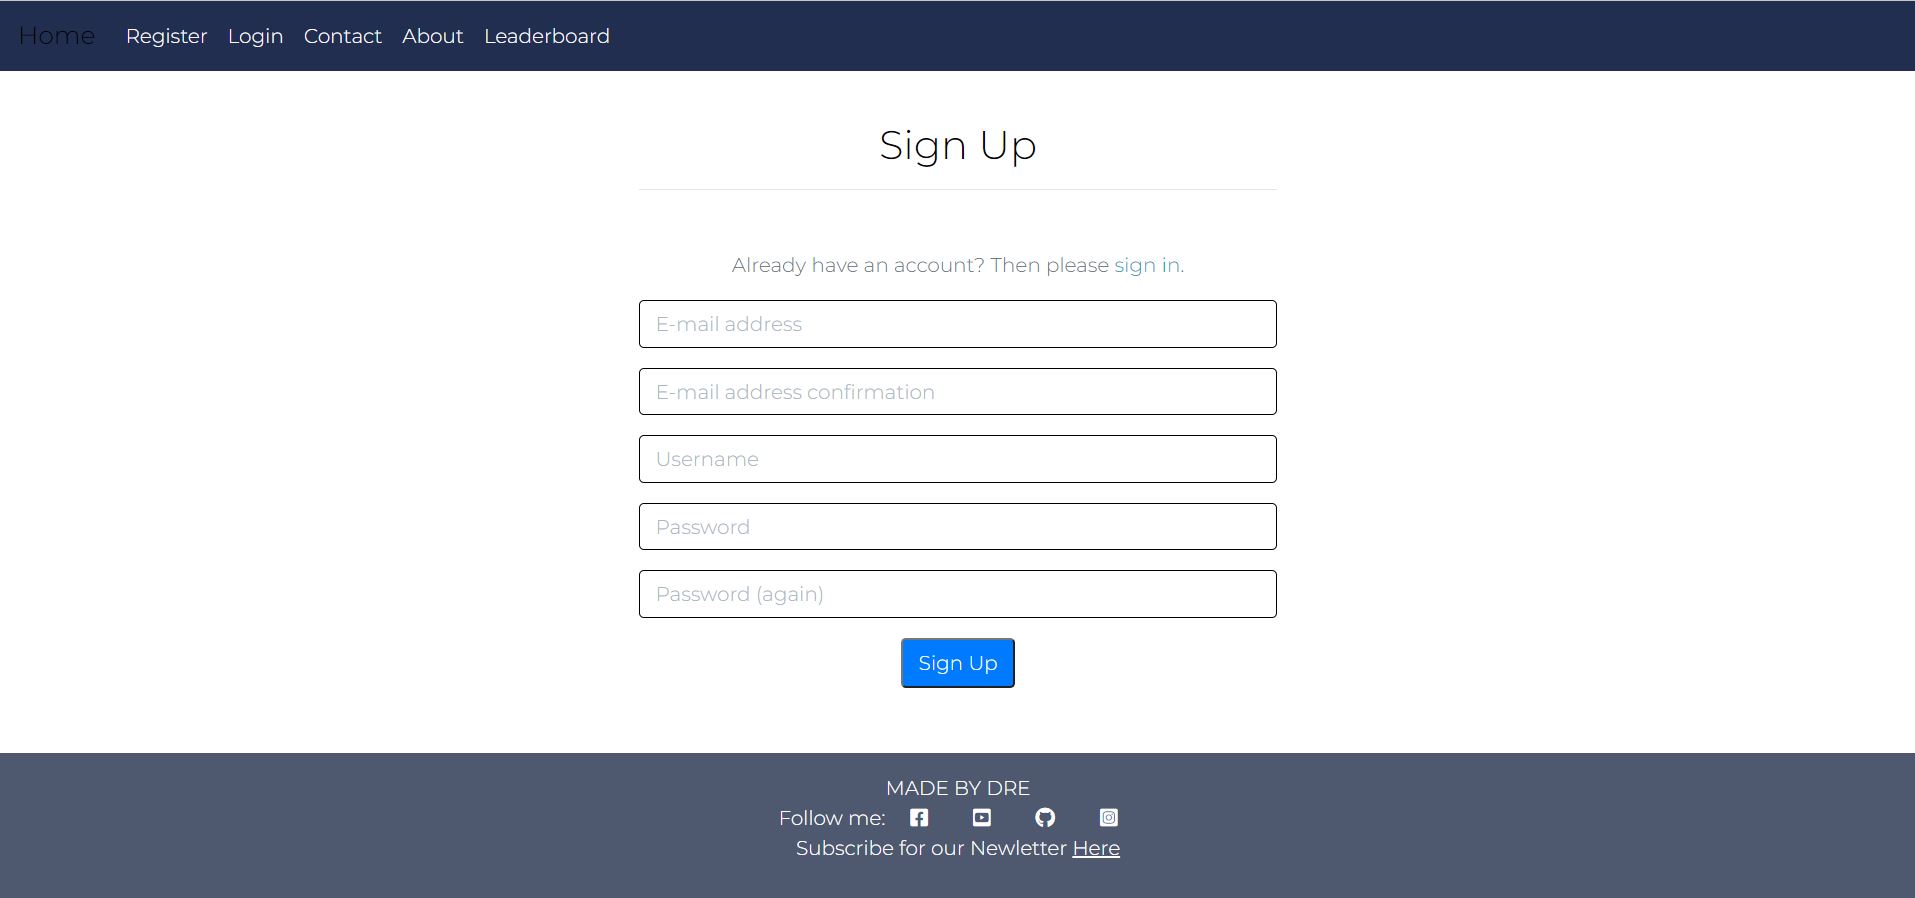 Home Register Login Contact About Leaderboard
Sign Up
Already have an account? Then please sign in.
E-mail address
E-mail address confirmation
Username
Password
Password (again)
Sign Up
MADE BY DRE
Follow me:
Subscribe for our Newletter Here